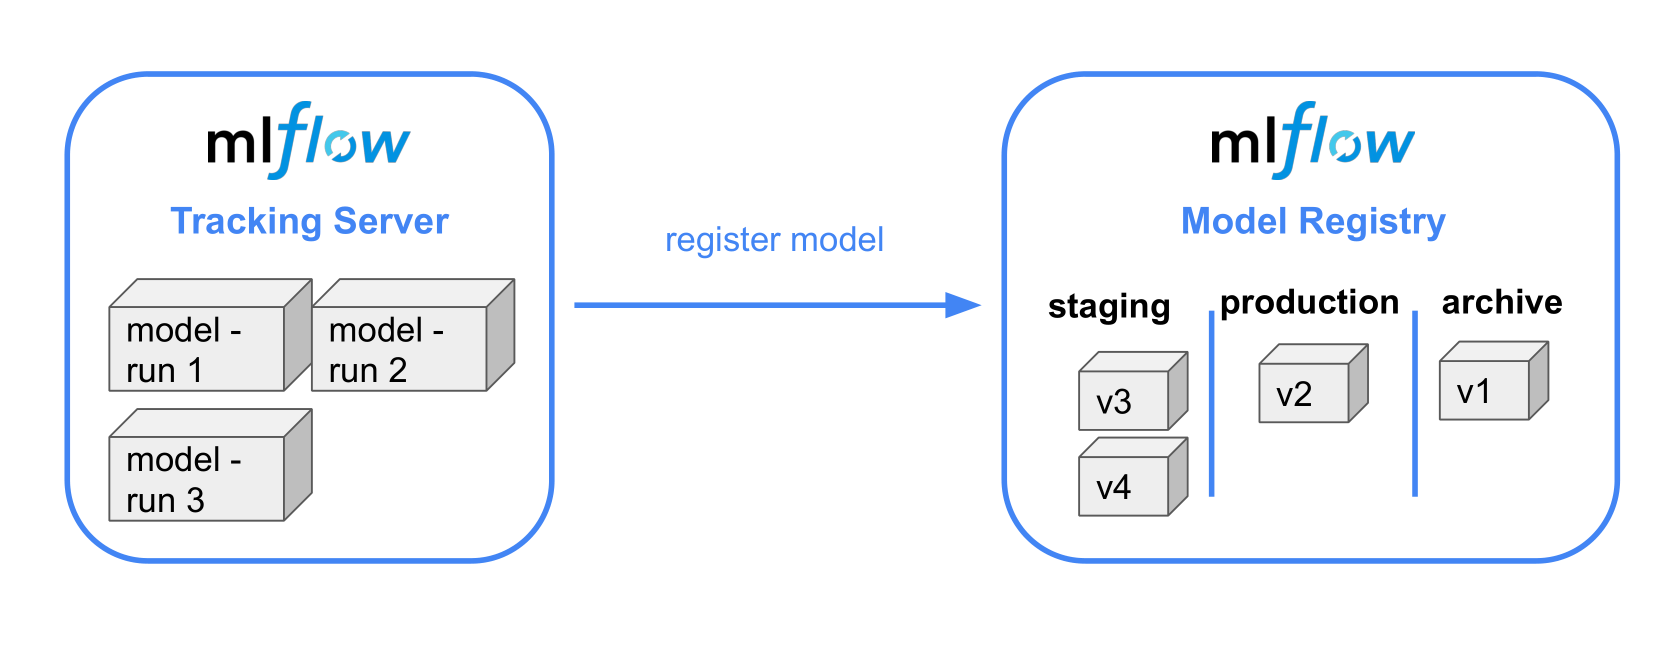 mlflow
Tracking Server
model -
run 1
model -
run 2
model -
run 3
register model
mlflow
Model Registry
staging
production
archive
v3
v2
v1
v4